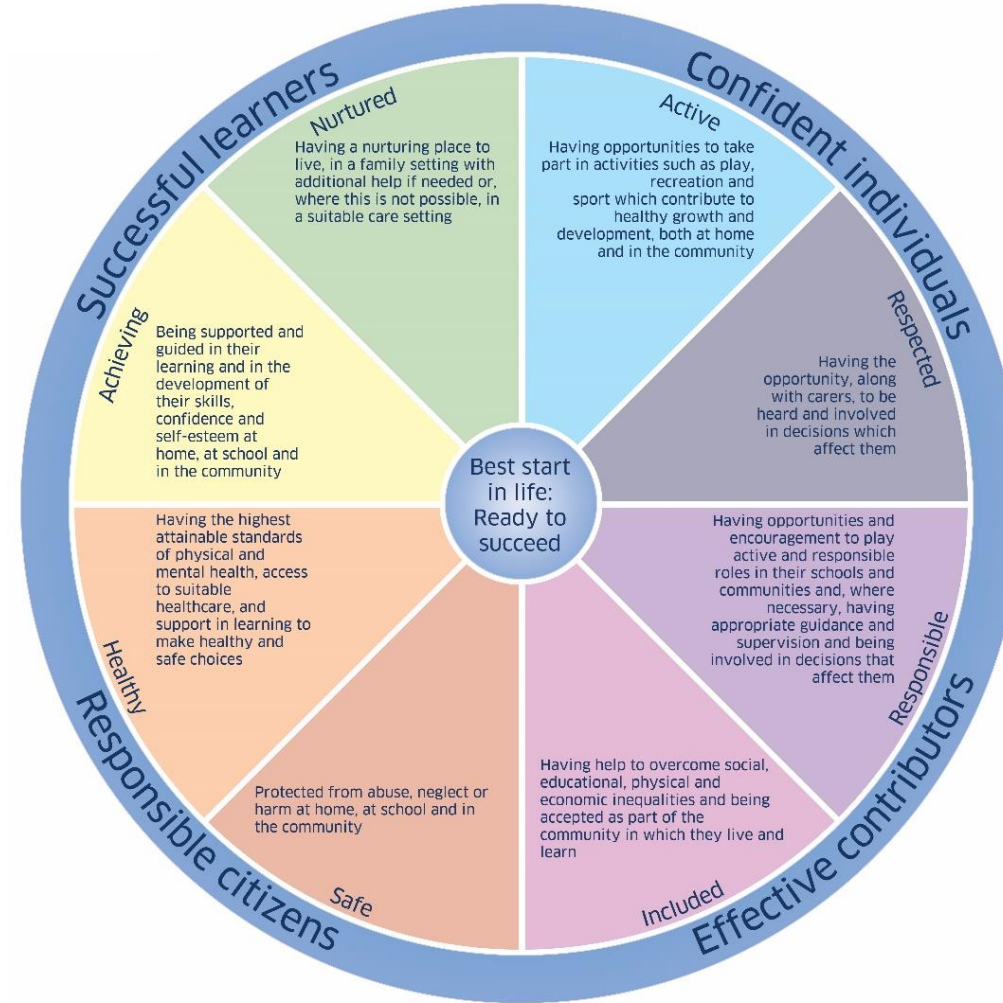 Successful learners
Confident individuals
Nurtured
Having a nurturing place to
live, in a family setting with
additional help if needed or,
where this is not possible, in
a suitable care setting
Active
Having opportunities to take
part in activities such as play,
recreation and
sport which contribute to
healthy growth and
development, both at home
and in the community
Achieving
Being supported and
guided in their
learning and in the
development of
their skills,
confidence and
self-esteem at
home, at school and
in the community
Respected
Having the
opportunity, along
with carers, to be
heard and involved
in decisions which
affect them
Best start
in life:
Ready to
succeed
Healthy
Having the highest
attainable standards
of physical and
mental health, access
to suitable
healthcare, and
support in learning to
make healthy and
safe choices
Responsible
Having opportunities and
encouragement to play
active and responsible
roles in their schools and
communities and, where
necessary, having
appropriate guidance and
supervision and being
involved in decisions that
affect them
Protected from abuse, neglect or
harm at home, at school and in
the community
Safe
Having help to overcome social,
educational, physical and
economic inequalities and being
accepted as part of the
community in which they live and
learn
Included
Responsible citizens
Effective contributors